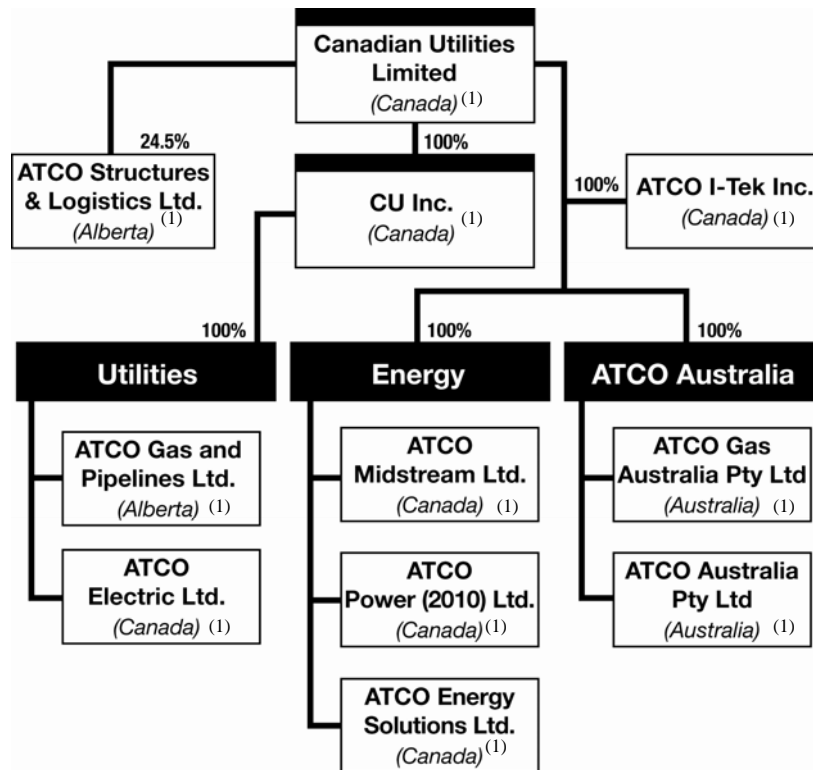 Canadian Utilities
Limited
(Canada) (1)
24.5%
100%
ATCO Structures
& Logistics Ltd.
(Alberta) (1)
CU Inc.
(Canada) (1)
100%
ATCO I-Tek Inc.
(Canada) (1)
100%
100%
100%
Utilities
Energy
ATCO Australia
ATCO Gas and
Pipelines Ltd.
(Alberta) (1)
ATCO
Electric Ltd.
(Canada) (1)
ATCO
Midstream Ltd.
(Canada) (1)
ATCO
Power (2010) Ltd.
(Canada) (1)
ATCO Energy
Solutions Ltd.
(Canada) (1)
ATCO Gas
Australia Pty Ltd
(Australia) (1)
ATCO Australia
Pty Ltd
(Australia) (1)